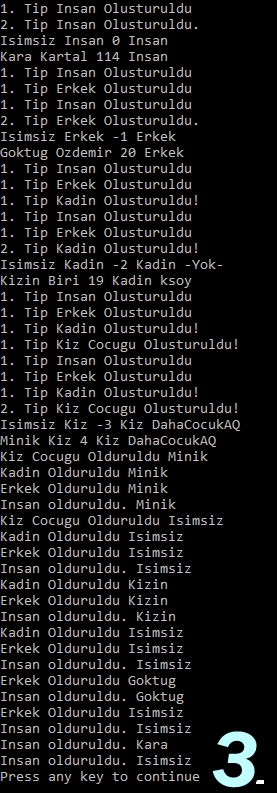 1. Tip Insan Olusturuldu
2. Tip Insan Olusturuldu.
Isimsiz Insan 0 Insan
Kara Kartal 114 Insan
1. Tip Insan Olusturuldu
1. Tip Erkek Olusturuldu
1. Tip Insan Olusturuldu
2. Tip Erkek Olusturuldu.
Isimsiz Erkek -1 Erkek
Goktug Ozdemir 20 Erkek
1. Tip Insan Olusturuldu
1. Tip Erkek Olusturuldu
1. Tip Kadin Olusturuldu!
1. Tip Insan Olusturuldu
1. Tip Erkek Olusturuldu
2. Tip Kadin Olusturuldu!
Isimsiz Kadin -2 Kadin -Yok-
Kizin Biri 19 Kadin ksoy
1. Tip Insan Olusturuldu
1. Tip Erkek Olusturuldu
1. Tip Kadin Olusturuldu!
1. Tip Kiz Cocugu Olusturuldu!
1. Tip Insan Olusturuldu
1. Tip Erkek Olusturuldu
1. Tip Kadin Olusturuldu!
2. Tip Kiz Cocugu Olusturuldu!
Isimsiz Kiz -3 Kiz DahaCocukAQ
Minik Kiz 4 Kiz DahaCocukAQ
Kiz Cocugu Olduruldu Minik
Kadin Olduruldu Minik
Erkek Olduruldu Minik
Insan olduruldu. Minik
Kiz Cocugu Olduruldu Isimsiz
Kadin Olduruldu Isimsiz
Erkek Olduruldu Isimsiz
Insan olduruldu. Isimsiz
Kadin Olduruldu Kizin
Erkek Olduruldu Kizin
Insan olduruldu. Kizin
Kadin Olduruldu Isimsiz
Erkek Olduruldu Isimsiz
Insan olduruldu. Isimsiz
Erkek Olduruldu Goktug
Insan olduruldu. Goktug
Erkek Olduruldu Isimsiz
Insan olduruldu. Isimsiz
Insan olduruldu. Kara
Insan olduruldu. Isimsiz
Press any key to continue
3.